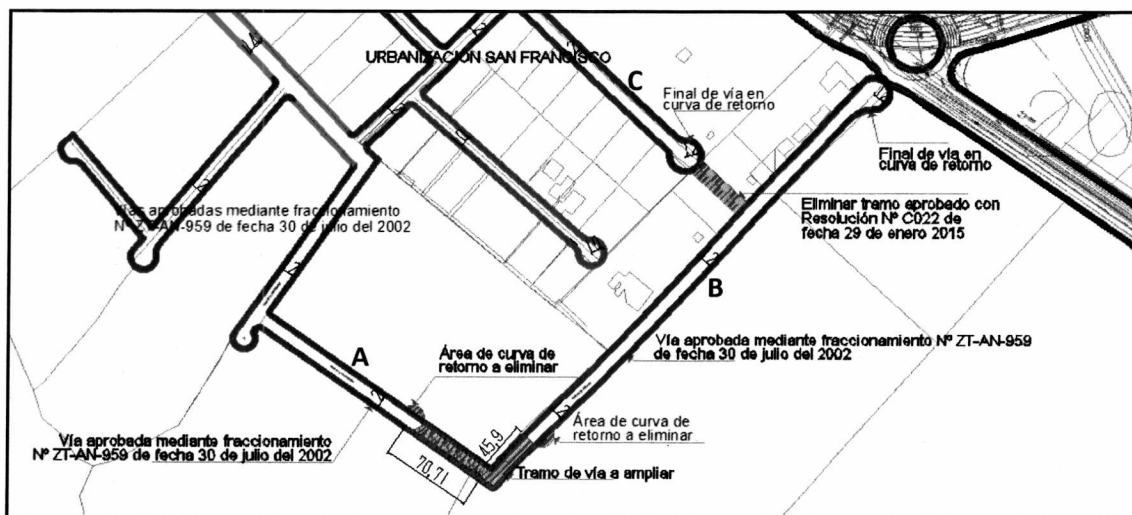 URBANIZACION SAN FRANCISCO
C
Final de vía en
curva de retorno
Final de vía en
curva de retorno
Eliminar tramo aprobado con
Resolución Nº C022 de
fecha 29 de enero 2015
Vías aprobadas mediante fraccionamiento
Nº ZT-AN-959 de fecha 30 de julio del 2002
B
Vía aprobada mediante fraccionamiento Nº ZT-AN-959
de fecha 30 de julio del 2002
A
Área de curva de
retorno a eliminar
Área de curva de
retorno a eliminar
Vía aprobada mediante fraccionamiento
Nº ZT-AN-959 de fecha 30 de julio del 2002
45,9
70,71
Tramo de vía a ampliar